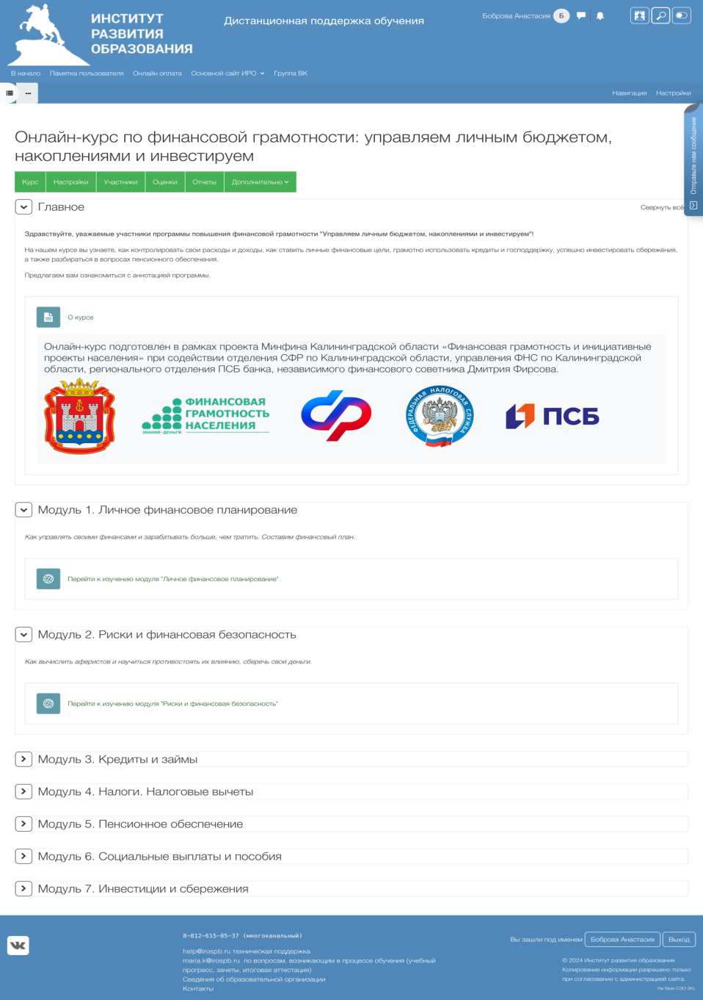 ИНСТИТУТ
РАЗВИТИЯ
ОБРАЗОВАНИЯ
Дистанционная поддержка обучения
Боброва Анастасия Б
В начало Памятка пользователя Онлайн оплата Основной сайт ИРО Группа ВК
Навигация Настройки
Отправьте нам сообщение
Онлайн-курс по финансовой грамотности: управляем личным бюджетом,
накоплениями и инвестируем
Курс Настройки Участники Оценки Отчеты Дополнительно
Главное
Свернуть всё
Здравствуйте, уважаемые участники программы повышения финансовой грамотности "Управляем личным бюджетом, накоплениями и инвестируем"!
На нашем курсе вы узнаете, как контролировать свои расходы и доходы, как ставить личные финансовые цели, грамотно использовать кредиты и господдержку, успешно инвестировать сбережения,
а также разбираться в вопросах пенсионного обеспечения.
Предлагаем вам ознакомиться с аннотацией программы.
О курсе
Онлайн-курс подготовлен в рамках проекта Минфина Калининградской области «Финансовая грамотность и инициативные
проекты населения» при содействии отделения СФР по Калининградской области, управления ФНС по Калининградской
области, регионального отделения ПСБ банка, независимого финансового советника Дмитрия Фирсова.
ФИНАНСОВАЯ
ГРАМОТНОСТЬ
НАСЕЛЕНИЯ
ЗНАНИЯ-ДЕНЬГИ
ФЕДЕРАЛЬНАЯ НАЛОГОВАЯ СЛУЖБА
ПСБ
Модуль 1. Личное финансовое планирование
Как управлять своими финансами и зарабатывать больше, чем тратить. Составим финансовый план.
Перейти к изучению модуля "Личное финансовое планирование"
Модуль 2. Риски и финансовая безопасность
Как вычислить аферистов и научиться противостоять их влиянию, сберечь свои деньги.
Перейти к изучению модуля "Риски и финансовая безопасность"
Модуль 3. Кредиты и займы
Модуль 4. Налоги. Налоговые вычеты
Модуль 5. Пенсионное обеспечение
Модуль 6. Социальные выплаты и пособия
Модуль 7. Инвестиции и сбережения
8-812-615-85-37 (многоканальный)
help@irospb.ru техническая поддержка
maria.k@irospb.ru по вопросам, возникающим в процессе обучения (учебный
прогресс, зачеты, итоговая аттестация)
Сведения об образовательной организации
Контакты
Вы зашли под именем Боброва Анастасия Выход
© 2024 Институт развития образования
Копирование информации разрешено только
при согласовании с администрацией сайта.
На базе СЭО 3KL